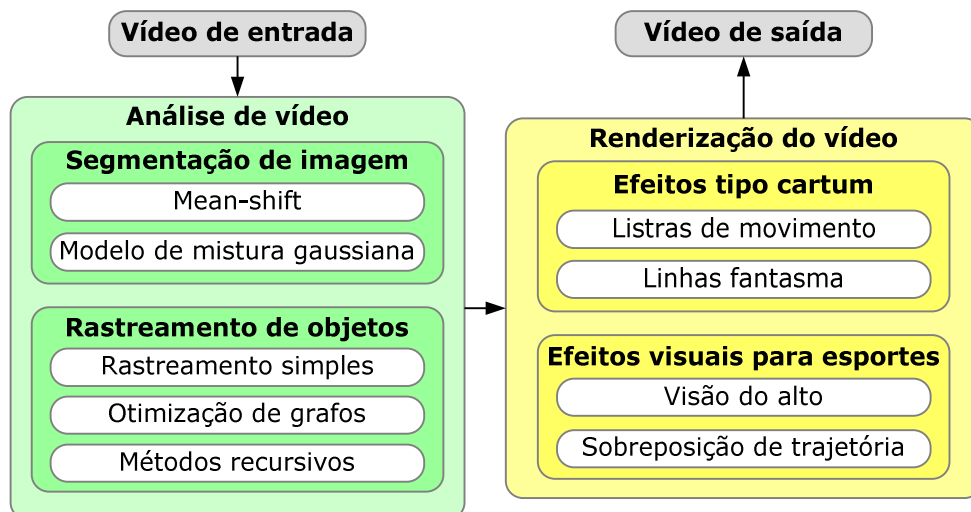 Vídeo de entrada
Análise de vídeo
Segmentação de imagem
Mean-shift
Modelo de mistura gaussiana
Rastreamento de objetos
Rastreamento simples
Otimização de grafos
Métodos recursivos
Vídeo de saída
Renderização do vídeo
Efeitos tipo cartum
Listras de movimento
Linhas fantasma
Efeitos visuais para esportes
Visão do alto
Sobreposição de trajetória